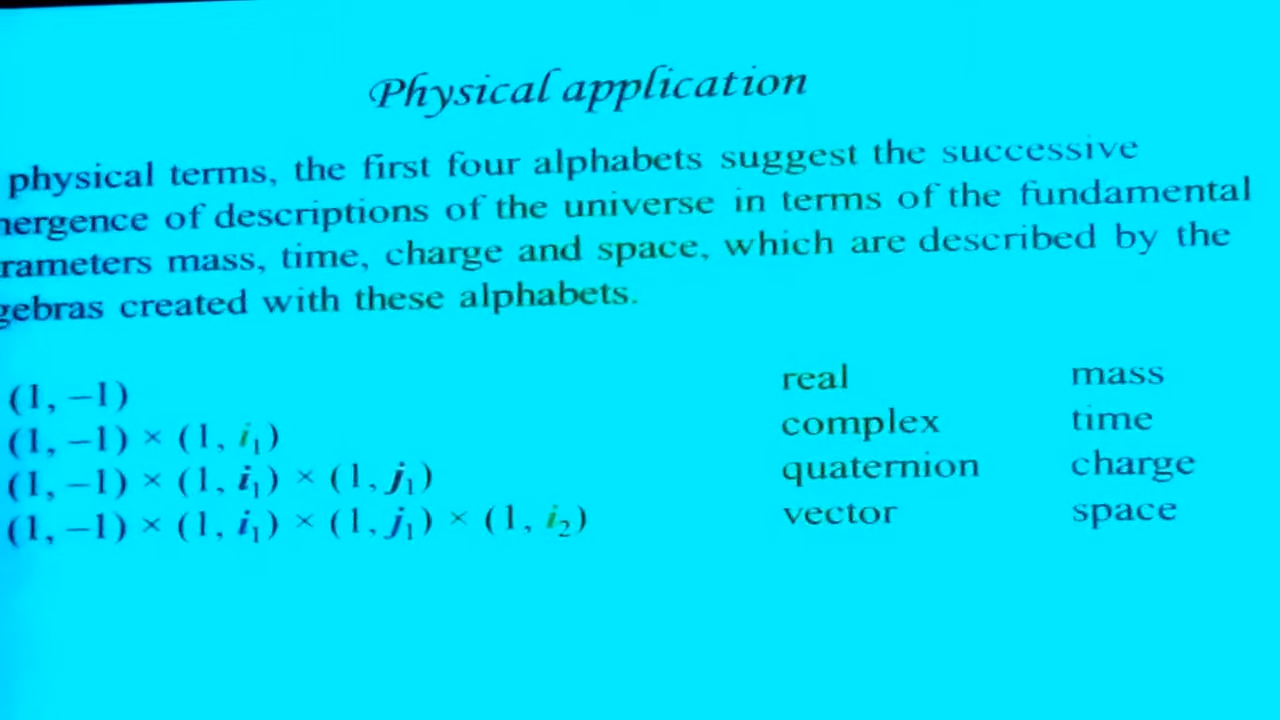 Physical application
physical terms, the first four alphabets suggest the successive
nergence of descriptions of the universe in terms of the fundamental
rameters mass, time, charge and space, which are described by the
gebras created with these alphabets.
(1, −1) real mass
(1, −1) × (1, i₁) complex time
(1, −1) × (1, i₁) × (1, j₁) quaternion charge
(1, −1) × (1, i₁) × (1, j₁) × (1, i₂) vector space